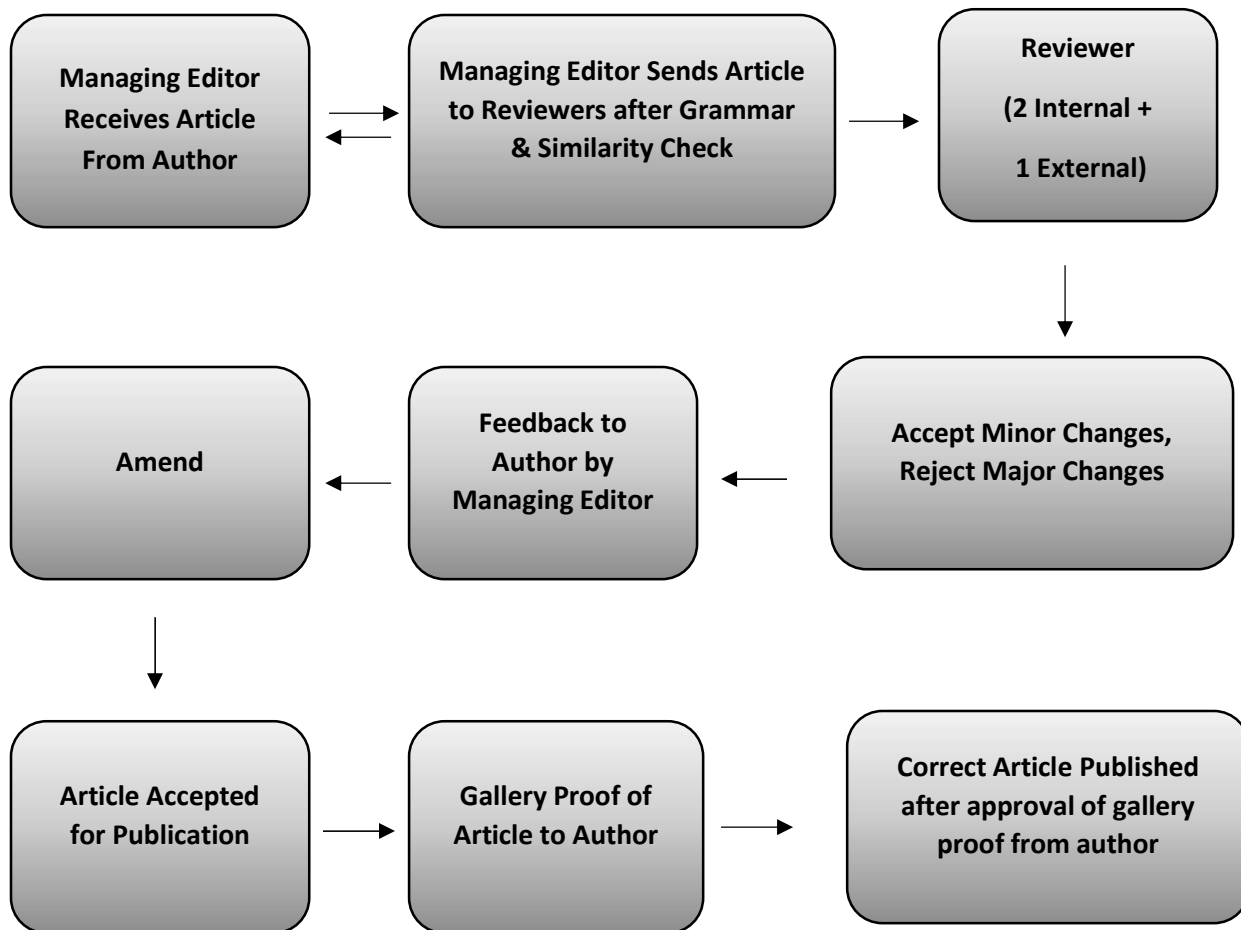 Managing Editor
Receives Article
From Author
Managing Editor Sends Article
to Reviewers after Grammar
& Similarity Check
Reviewer
(2 Internal +
1 External)
Accept Minor Changes,
Reject Major Changes
Feedback to
Author by
Managing Editor
Amend
Article Accepted
for Publication
Gallery Proof of
Article to Author
Correct Article Published
after approval of gallery
proof from author